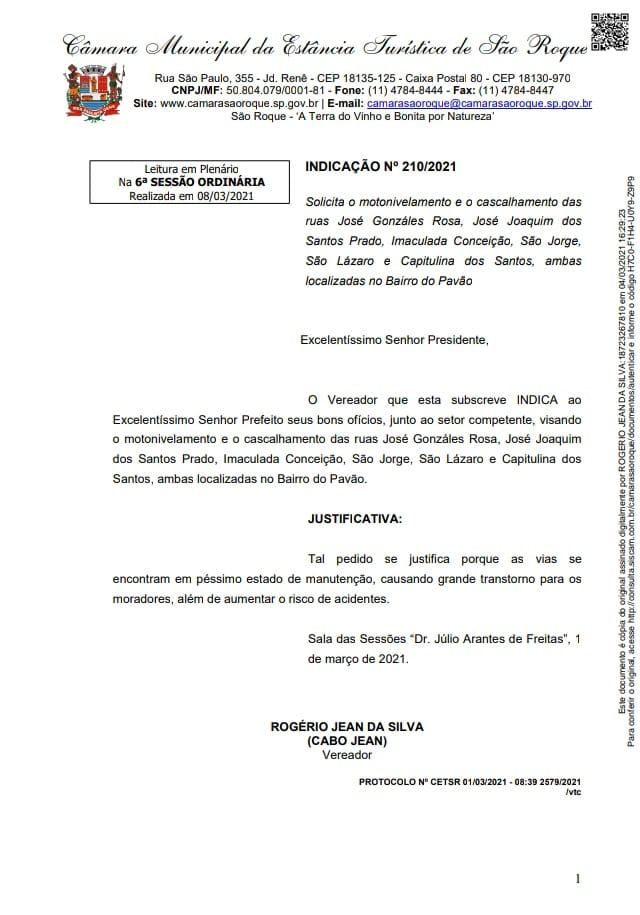 Câmara Municipal da Estância Turística de São Roque
Rua São Paulo, 355 - Jd. Renê - CEP 18135-125 - Caixa Postal 80 - CEP 18130-970
CNPJ/MF: 50.804.079/0001-81 - Fone: (11) 4784-8444 - Fax: (11) 4784-8447
Site: www.camarasaoroque.sp.gov.br | E-mail: camarasaoroque@camarasaoroque.sp.gov.br
São Roque - ‘A Terra do Vinho e Bonita por Natureza’
Leitura em Plenário
Na 6ª SESSÃO ORDINÁRIA
Realizada em 08/03/2021
INDICAÇÃO Nº 210/2021
Solicita o motonivelamento e o cascalhamento das
ruas José Gonzáles Rosa, José Joaquim dos
Santos Prado, Imaculada Conceição, São Jorge,
São Lázaro e Capitulina dos Santos, ambas
localizadas no Bairro do Pavão
Excelentíssimo Senhor Presidente,
O Vereador que esta subscreve INDICA ao
Excelentíssimo Senhor Prefeito seus bons ofícios, junto ao setor competente, visando
o motonivelamento e o cascalhamento das ruas José Gonzáles Rosa, José Joaquim
dos Santos Prado, Imaculada Conceição, São Jorge, São Lázaro e Capitulina dos
Santos, ambas localizadas no Bairro do Pavão.
JUSTIFICATIVA:
Tal pedido se justifica porque as vias se
encontram em péssimo estado de manutenção, causando grande transtorno para os
moradores, além de aumentar o risco de acidentes.
Sala das Sessões “Dr. Júlio Arantes de Freitas”, 1
de março de 2021.
ROGÉRIO JEAN DA SILVA
(CABO JEAN)
Vereador
PROTOCOLO Nº CETSR 01/03/2021 - 08:39 2579/2021
/vtc
1
Este documento é cópia do original assinado digitalmente por ROGERIO JEAN DA SILVA:18723267810 em 04/03/2021 16:29:23
Para conferir o original, acesse http://consulta.siscam.com.br/camarasaoroque/documentos/autenticar e informe o código H7C0-F1H4-U0Y9-Z9P9